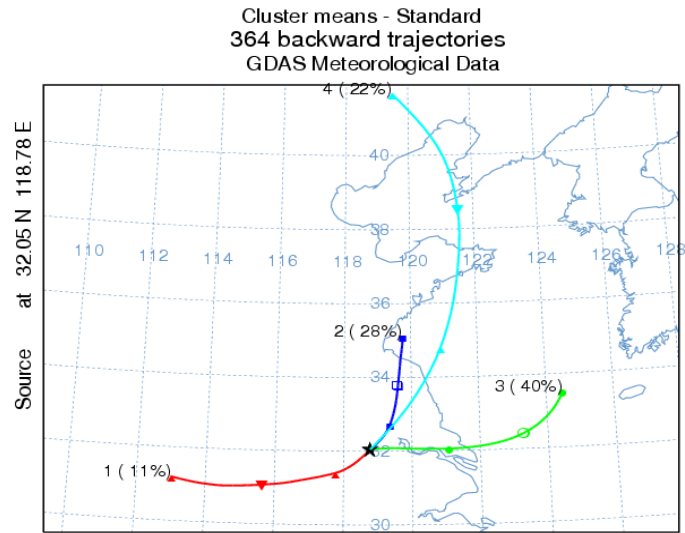 Cluster means - Standard
364 backward trajectories
GDAS Meteorological Data
Source at 32.05 N 118.78 E
4 ( 22%)
40
38
110 112 114 116 118 120 122 124 126 128
36
2 ( 28%)
34
3 ( 40%)
32
1 ( 11%)
30